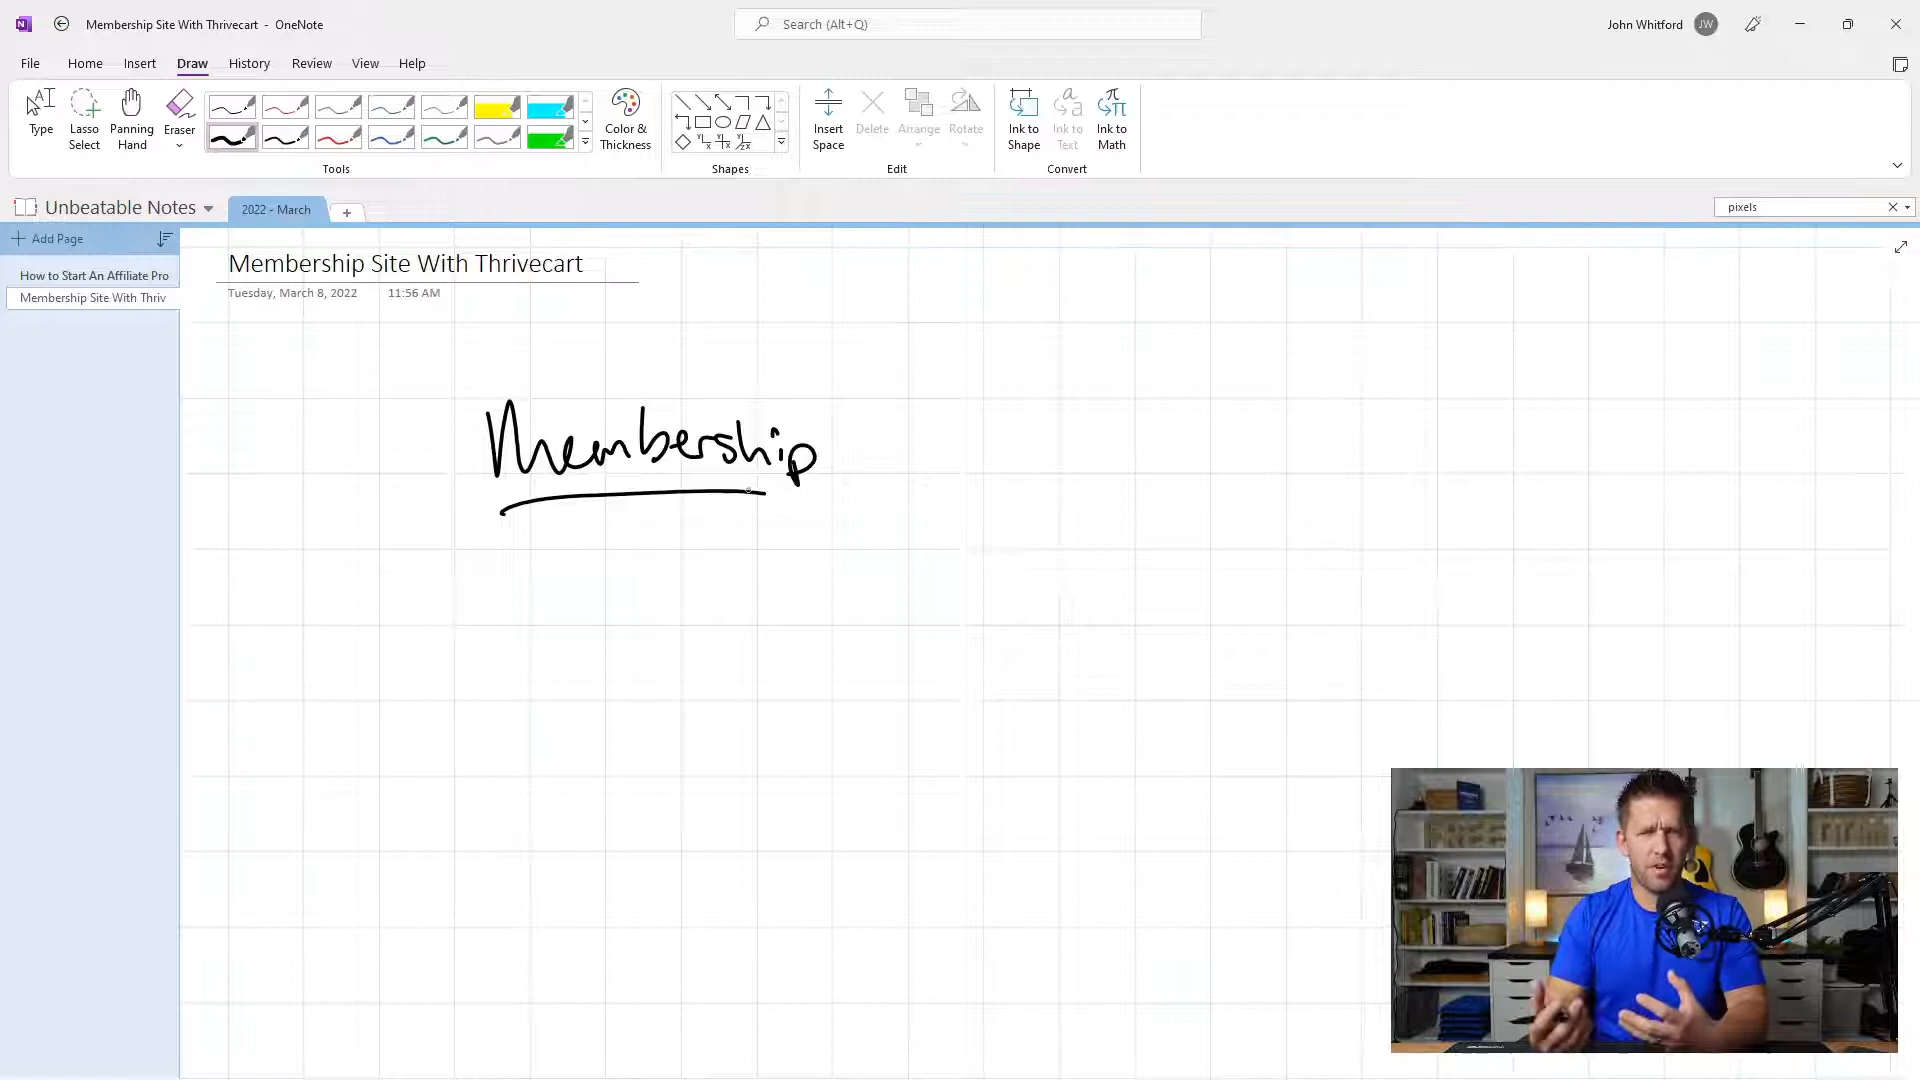 Membership Site With Thrivecart - OneNote
Search (Alt+Q)
John Whitford
JW
File Home Insert Draw History Review View Help
Type
Lasso Select
Panning Hand
Eraser
Color & Thickness
Insert Space
Delete
Arrange
Rotate
Ink to Shape
Ink to Text
Ink to Math
Tools
Shapes
Edit
Convert
Unbeatable Notes
2022 - March
pixels
Add Page
How to Start An Affiliate Pro
Membership Site With Thriv
Membership Site With Thrivecart
Tuesday, March 8, 2022 11:56 AM
Membership